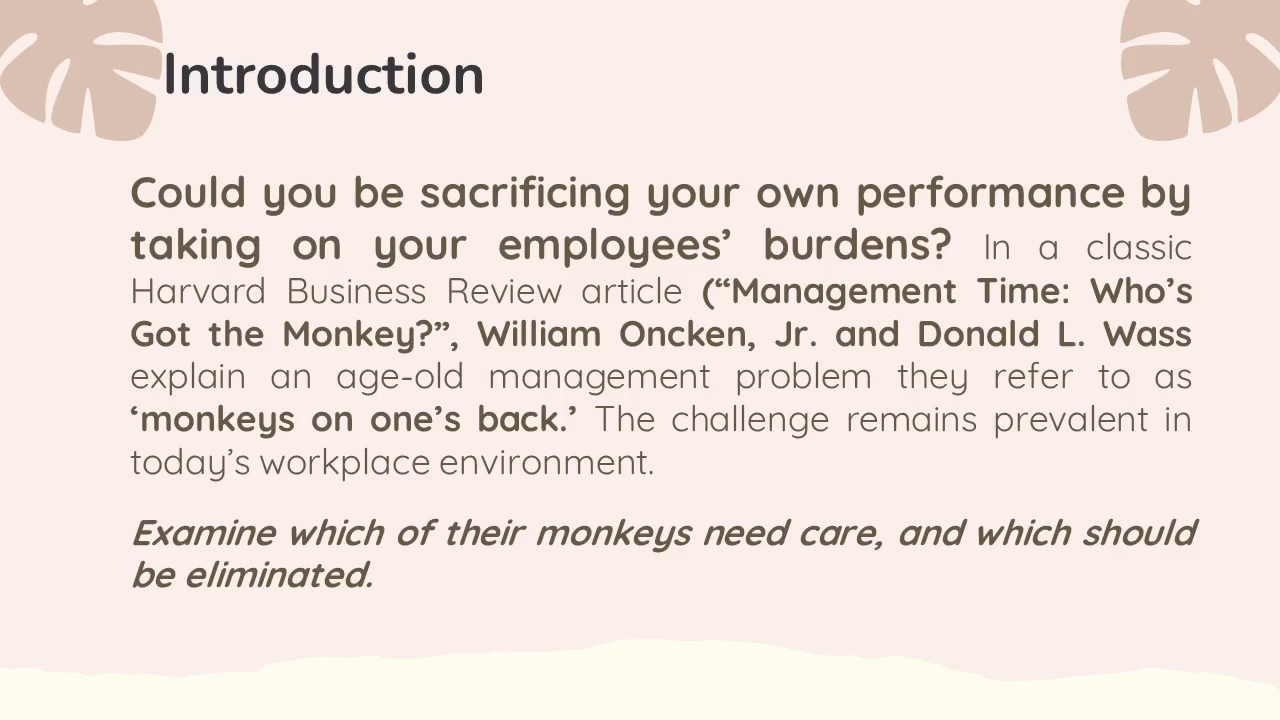 Introduction
Could you be sacrificing your own performance by
taking on your employees’ burdens? In a classic
Harvard Business Review article (“Management Time: Who’s
Got the Monkey?”, William Oncken, Jr. and Donald L. Wass
explain an age-old management problem they refer to as
‘monkeys on one’s back.’ The challenge remains prevalent in
today’s workplace environment.
Examine which of their monkeys need care, and which should
be eliminated.